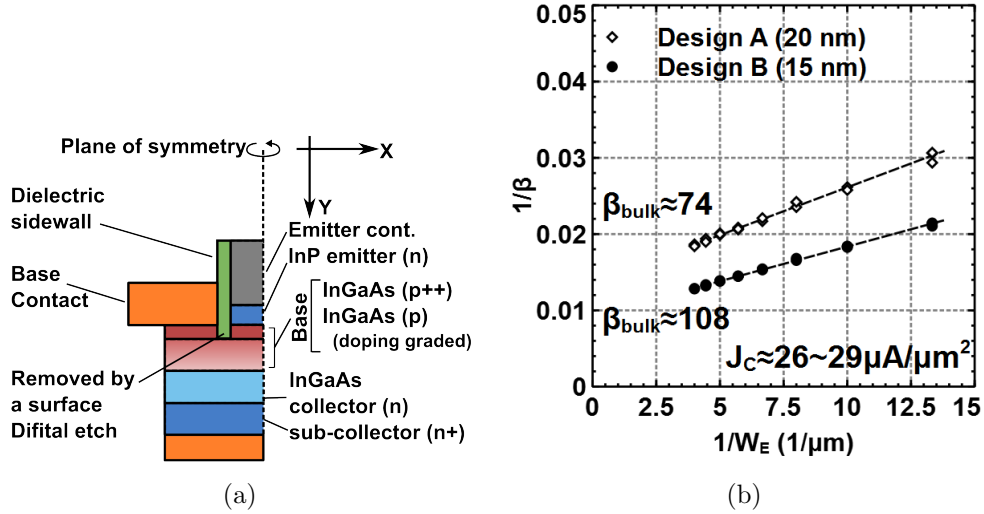 Plane of symmetry
X
Y
Dielectric
sidewall
Base
Contact
Removed by
a surface
Difital etch
Emitter cont.
InP emitter (n)
Base
InGaAs (p++)
InGaAs (p)
(doping graded)
InGaAs
collector (n)
sub-collector (n+)
(a)
0.05
0.04
0.03
0.02
0.01
0
1/β
Design A (20 nm)
Design B (15 nm)
βbulk≈74
βbulk≈108
JC≈26~29μA/μm²
0 2.5 5 7.5 10 12.5 15
1/WE (1/μm)
(b)